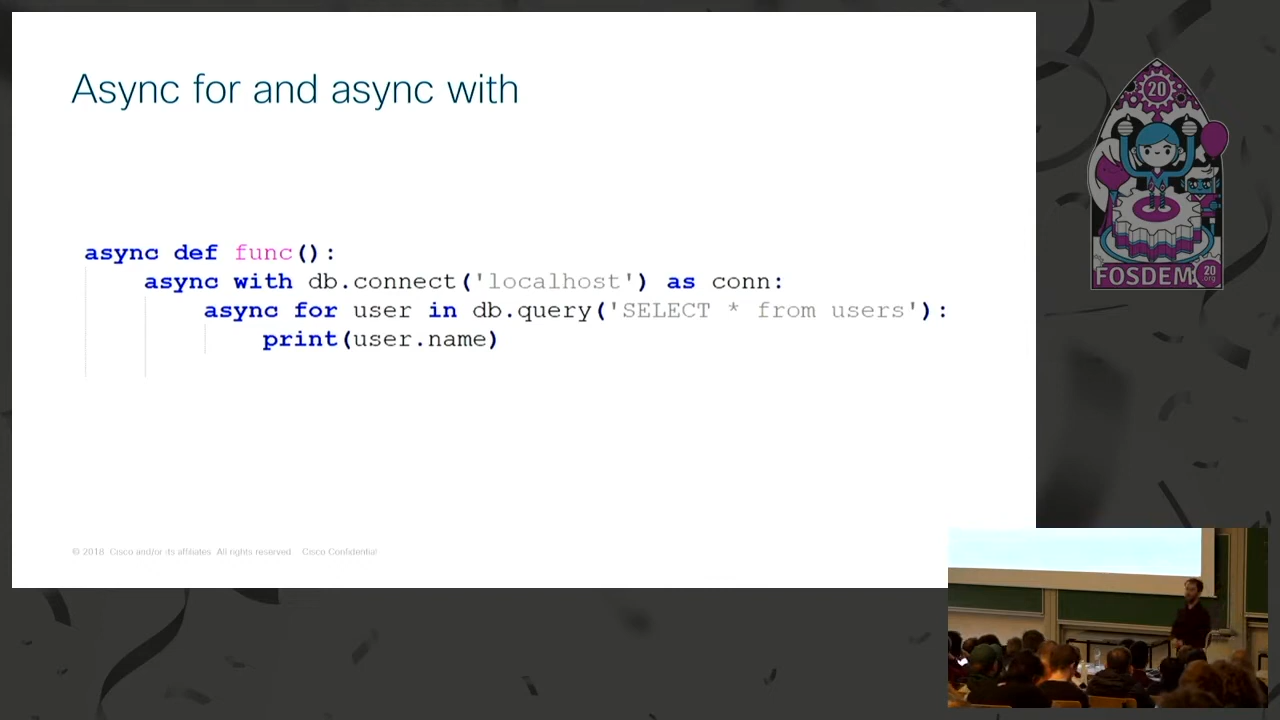 Async for and async with
async def func():
async with db.connect('localhost') as conn:
async for user in db.query('SELECT * from users'):
print(user.name)
© 2018 Cisco and/or its affiliates. All rights reserved. Cisco Confidential
20
FOSDEM
20
org